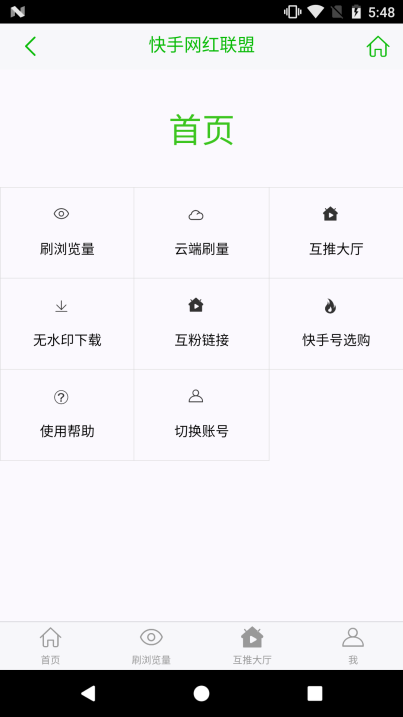 5:48
快手网红联盟
首页
刷浏览量
云端刷量
互推大厅
无水印下载
互粉链接
快手号选购
使用帮助
切换账号
首页
刷浏览量
互推大厅
我